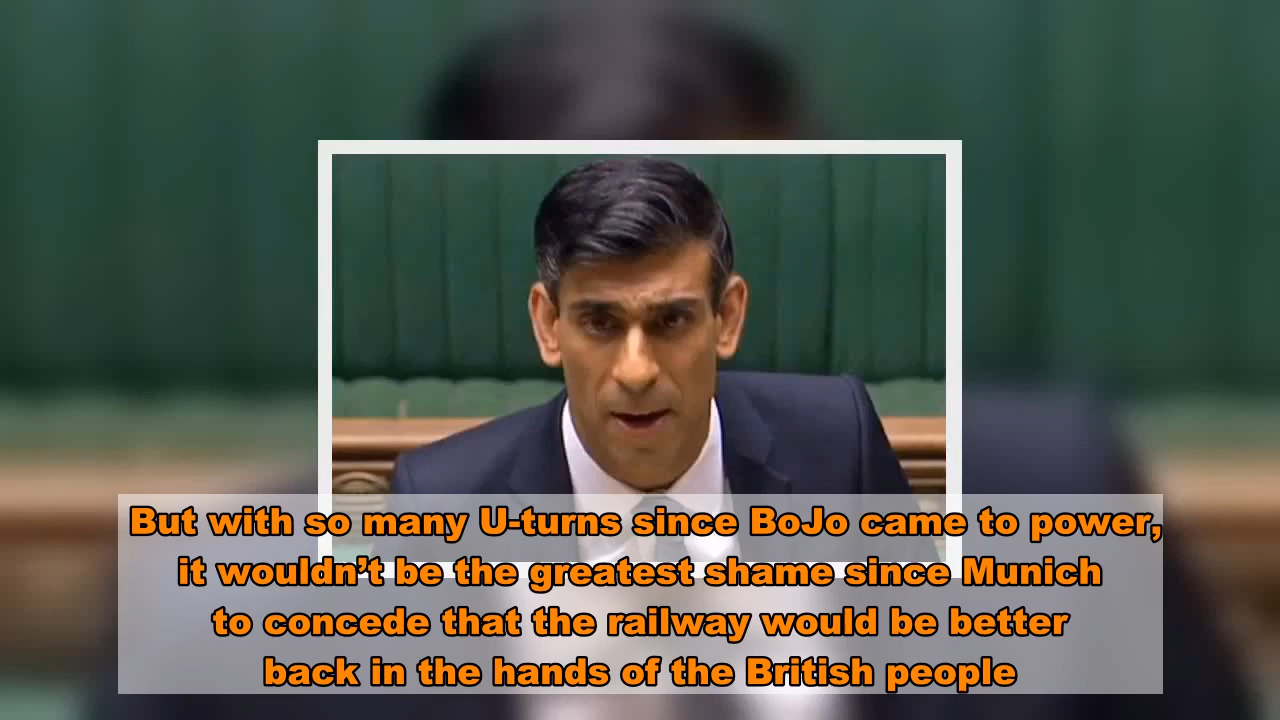 But with so many U-turns since BoJo came to power,
it wouldn’t be the greatest shame since Munich
to concede that the railway would be better
back in the hands of the British people